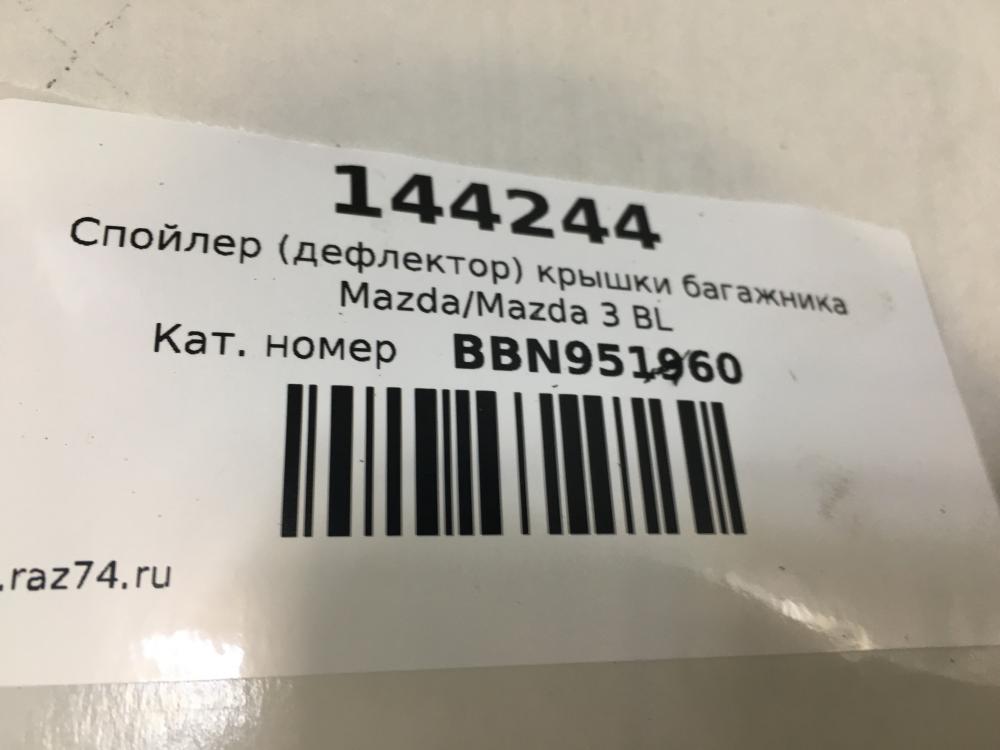 144244
Спойлер (дефлектор) крышки багажника
Mazda/Mazda 3 BL
Кат. номер BBN951960
.raz74.ru